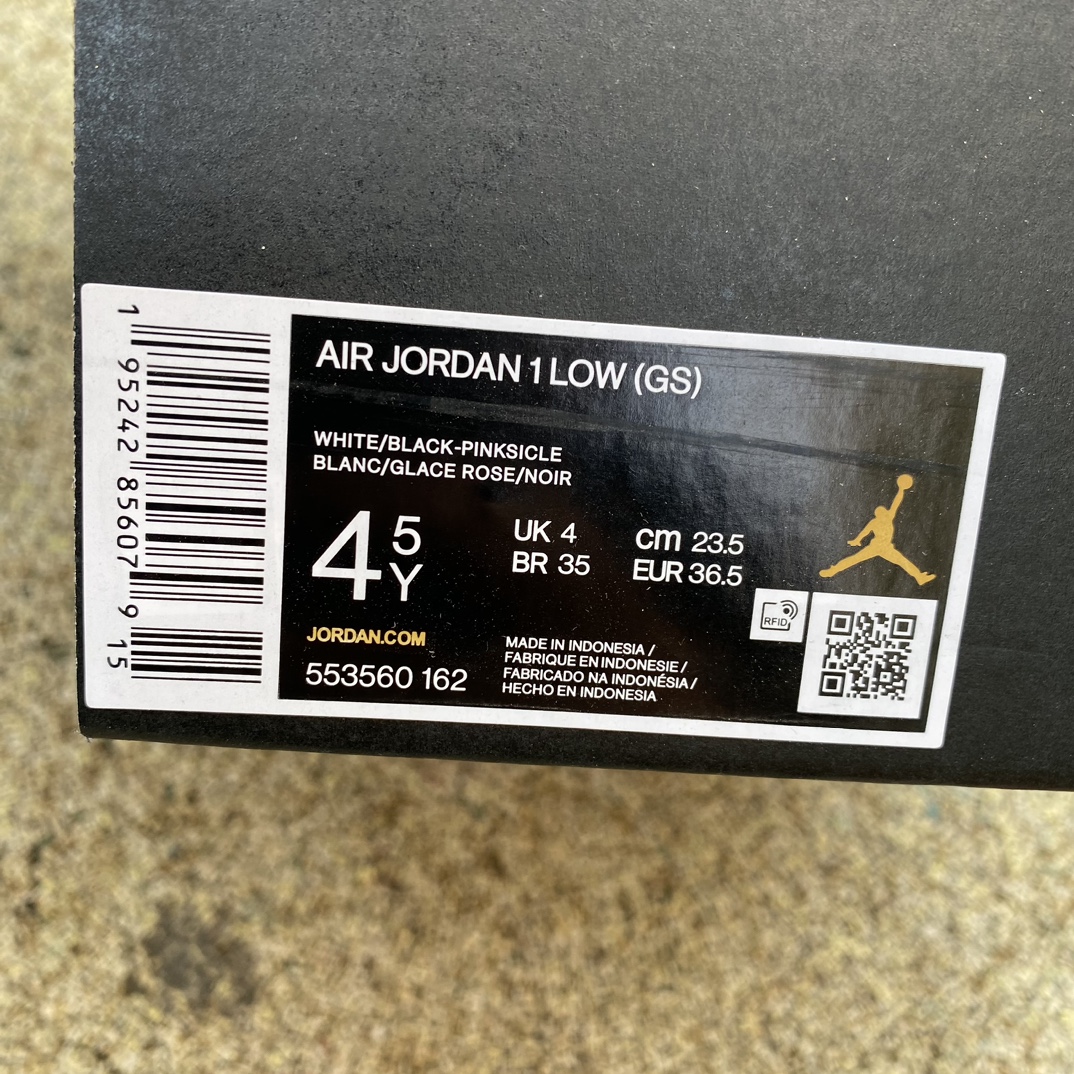 1 95242 85607 9 15
AIR JORDAN 1 LOW (GS)
WHITE/BLACK-PINKSICLE
BLANC/GLACE ROSE/NOIR
4 5Y
UK 4
BR 35
cm 23.5
EUR 36.5
RFID
JORDAN.COM
553560 162
MADE IN INDONESIA /
FABRIQUE EN INDONESIE /
FABRICADO NA INDONÉSIA /
HECHO EN INDONESIA